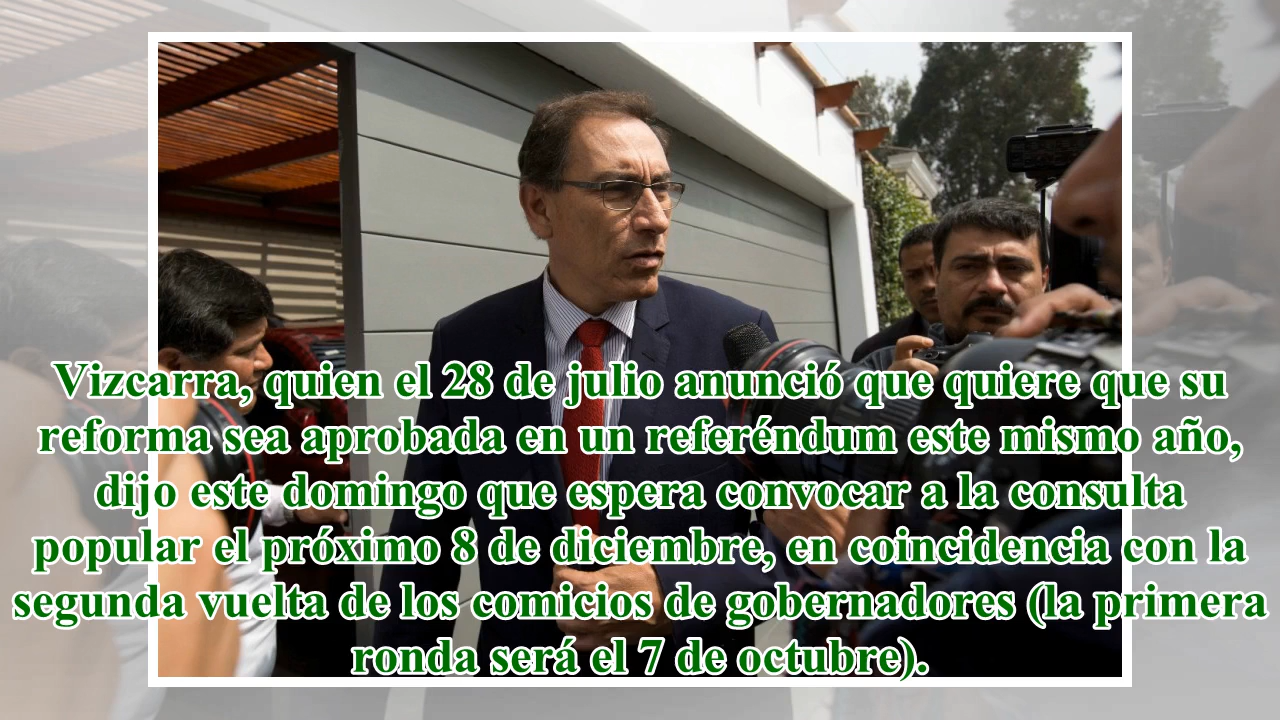 Vizcarra, quien el 28 de julio anunció que quiere que su
reforma sea aprobada en un referéndum este mismo año,
dijo este domingo que espera convocar a la consulta
popular el próximo 8 de diciembre, en coincidencia con la
segunda vuelta de los comicios de gobernadores (la primera
ronda será el 7 de octubre).